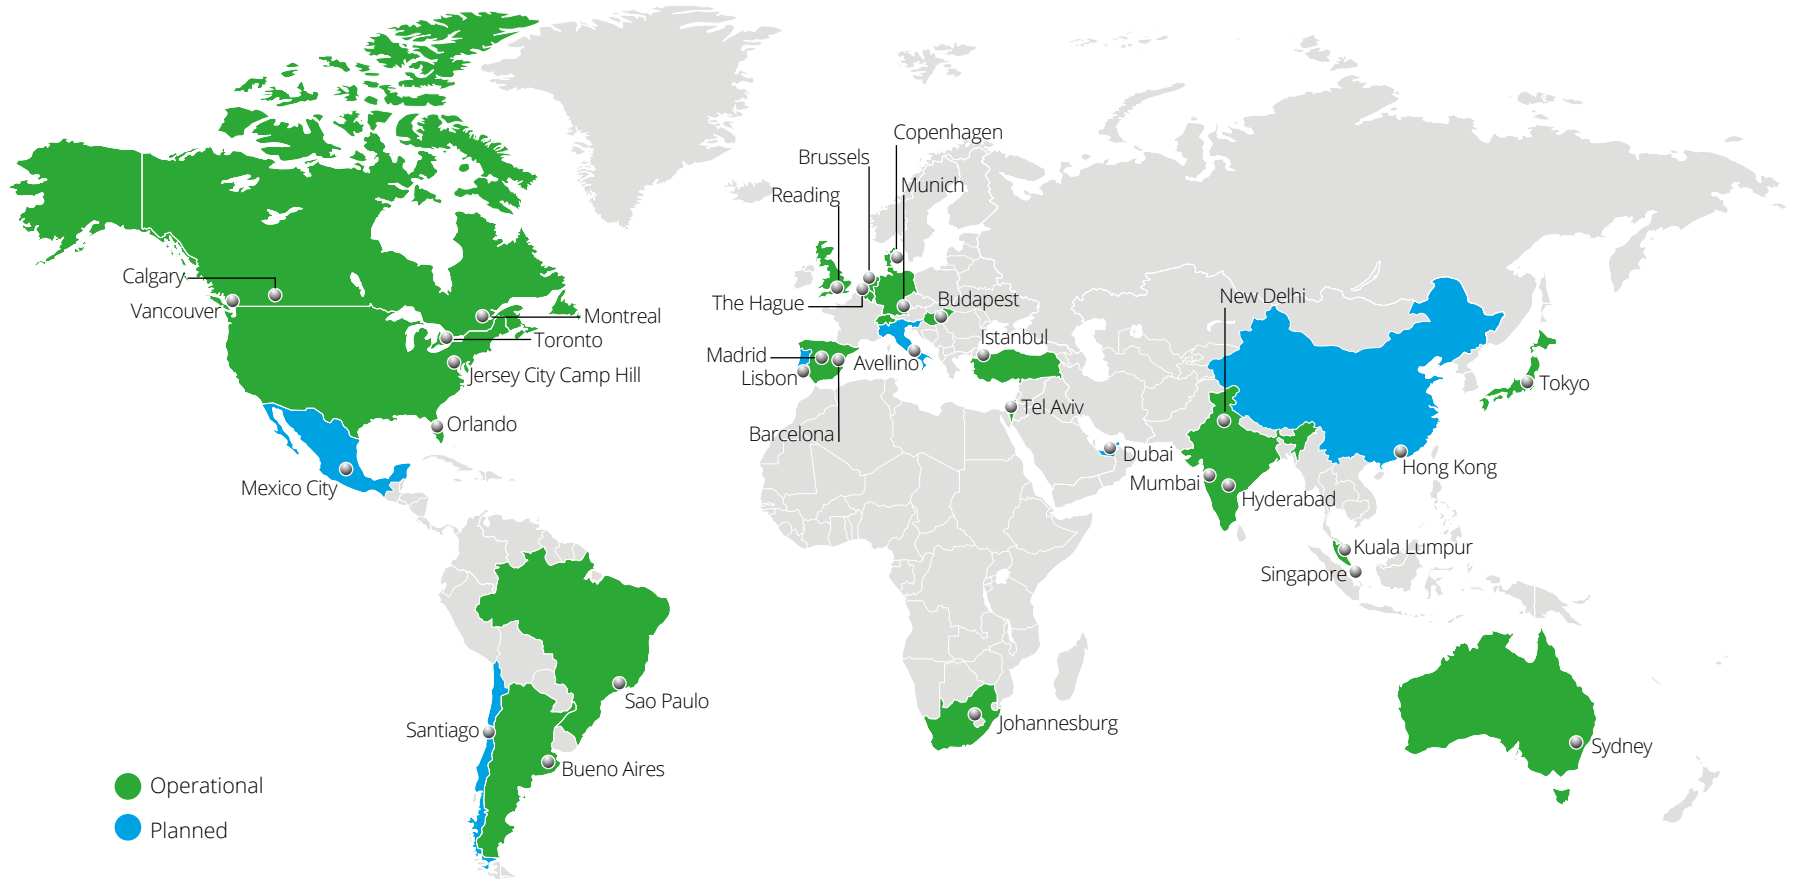 Copenhagen
Brussels
Munich
Reading
Calgary
Vancouver
The Hague
Budapest
New Delhi
Montreal
Toronto
Istanbul
Madrid
Avellino
Lisbon
Jersey City Camp Hill
Tokyo
Tel Aviv
Orlando
Barcelona
Dubai
Hong Kong
Mexico City
Mumbai
Hyderabad
Kuala Lumpur
Singapore
Sao Paulo
Santiago
Johannesburg
Sydney
Bueno Aires
Operational
Planned